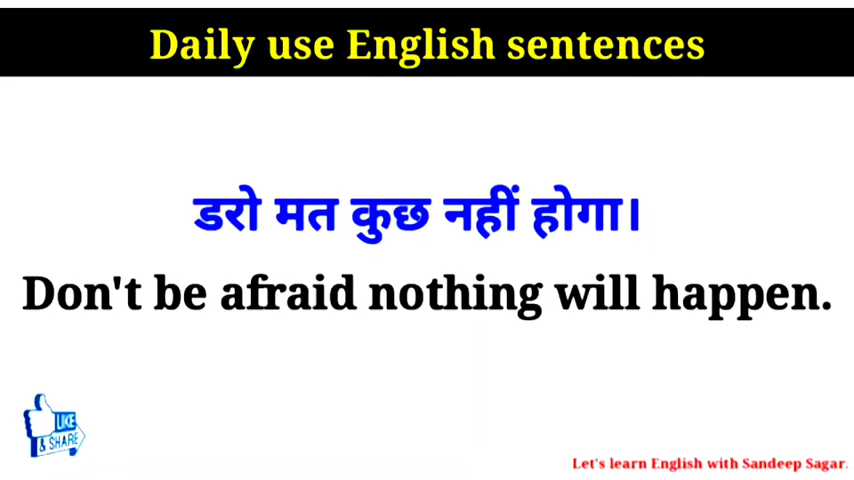 Daily use English sentences
डरो मत कुछ नहीं होगा।
Don't be afraid nothing will happen.
LIKE
& SHARE
Let's learn English with Sandeep Sagar.